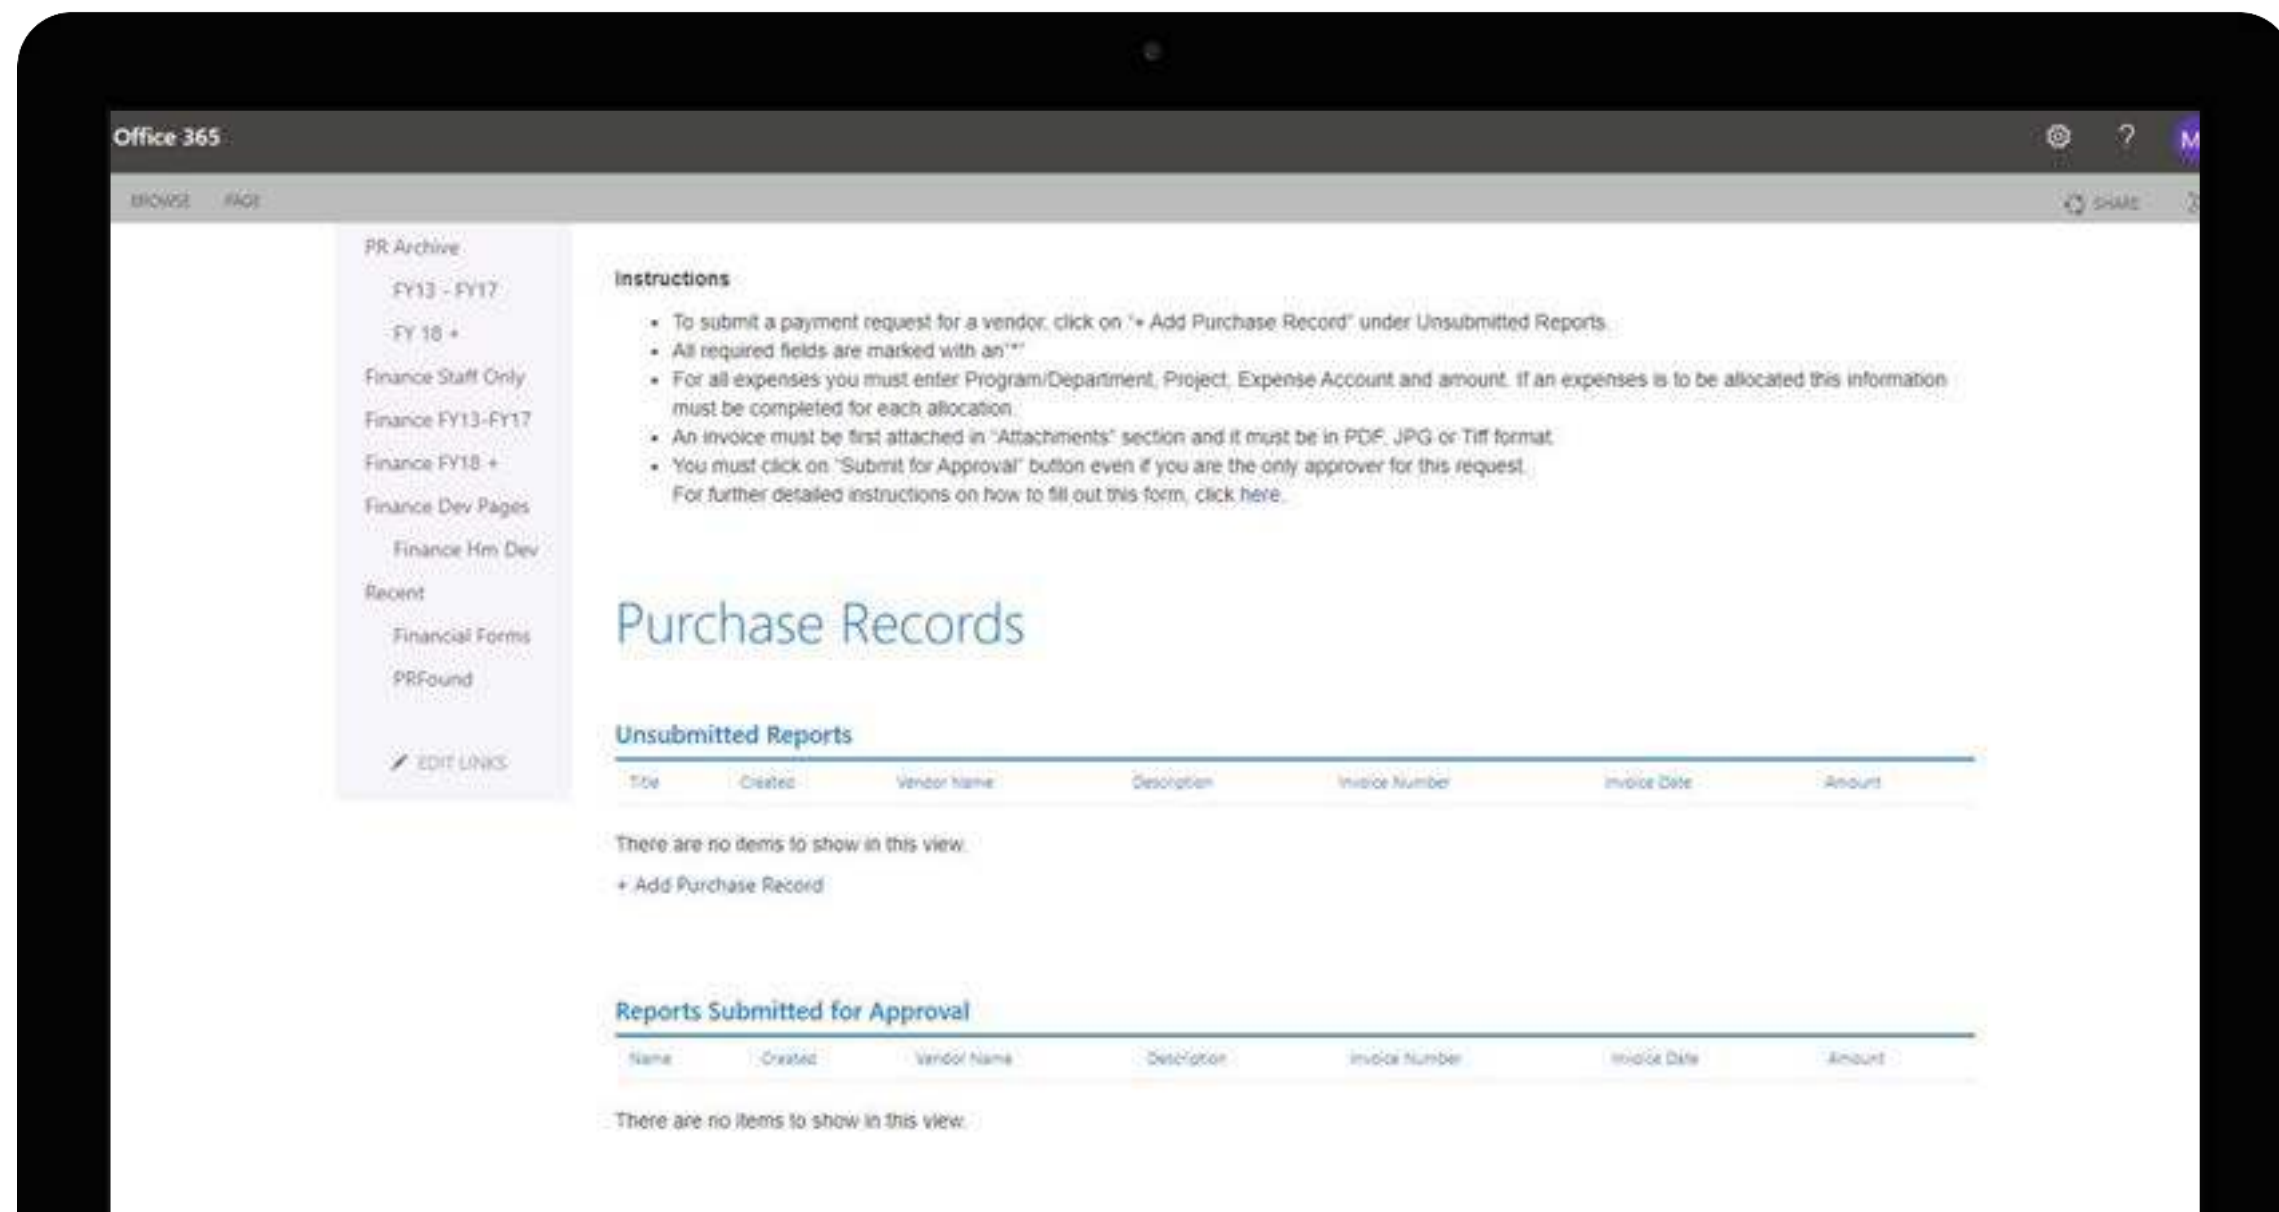 Office 365
?
M
BROWSE PAGE
SHARE
PR Archive
FY13 - FY17
FY 18 +
Finance Staff Only
Finance FY13-FY17
Finance FY18 +
Finance Dev Pages
Finance Hm Dev
Recent
Financial Forms
PRFound
EDIT LINKS
Instructions
• To submit a payment request for a vendor, click on "+ Add Purchase Record" under Unsubmitted Reports.
• All required fields are marked with an"*"
• For all expenses you must enter Program/Department, Project, Expense Account and amount. If an expenses is to be allocated this information
must be completed for each allocation.
• An invoice must be first attached in "Attachments" section and it must be in PDF, JPG or Tiff format.
• You must click on "Submit for Approval" button even if you are the only approver for this request.
For further detailed instructions on how to fill out this form, click here.
Purchase Records
Unsubmitted Reports
Title Created Vendor Name Description Invoice Number Invoice Date Amount
There are no items to show in this view.
+ Add Purchase Record
Reports Submitted for Approval
Name Created Vendor Name Description Invoice Number Invoice Date Amount
There are no items to show in this view.